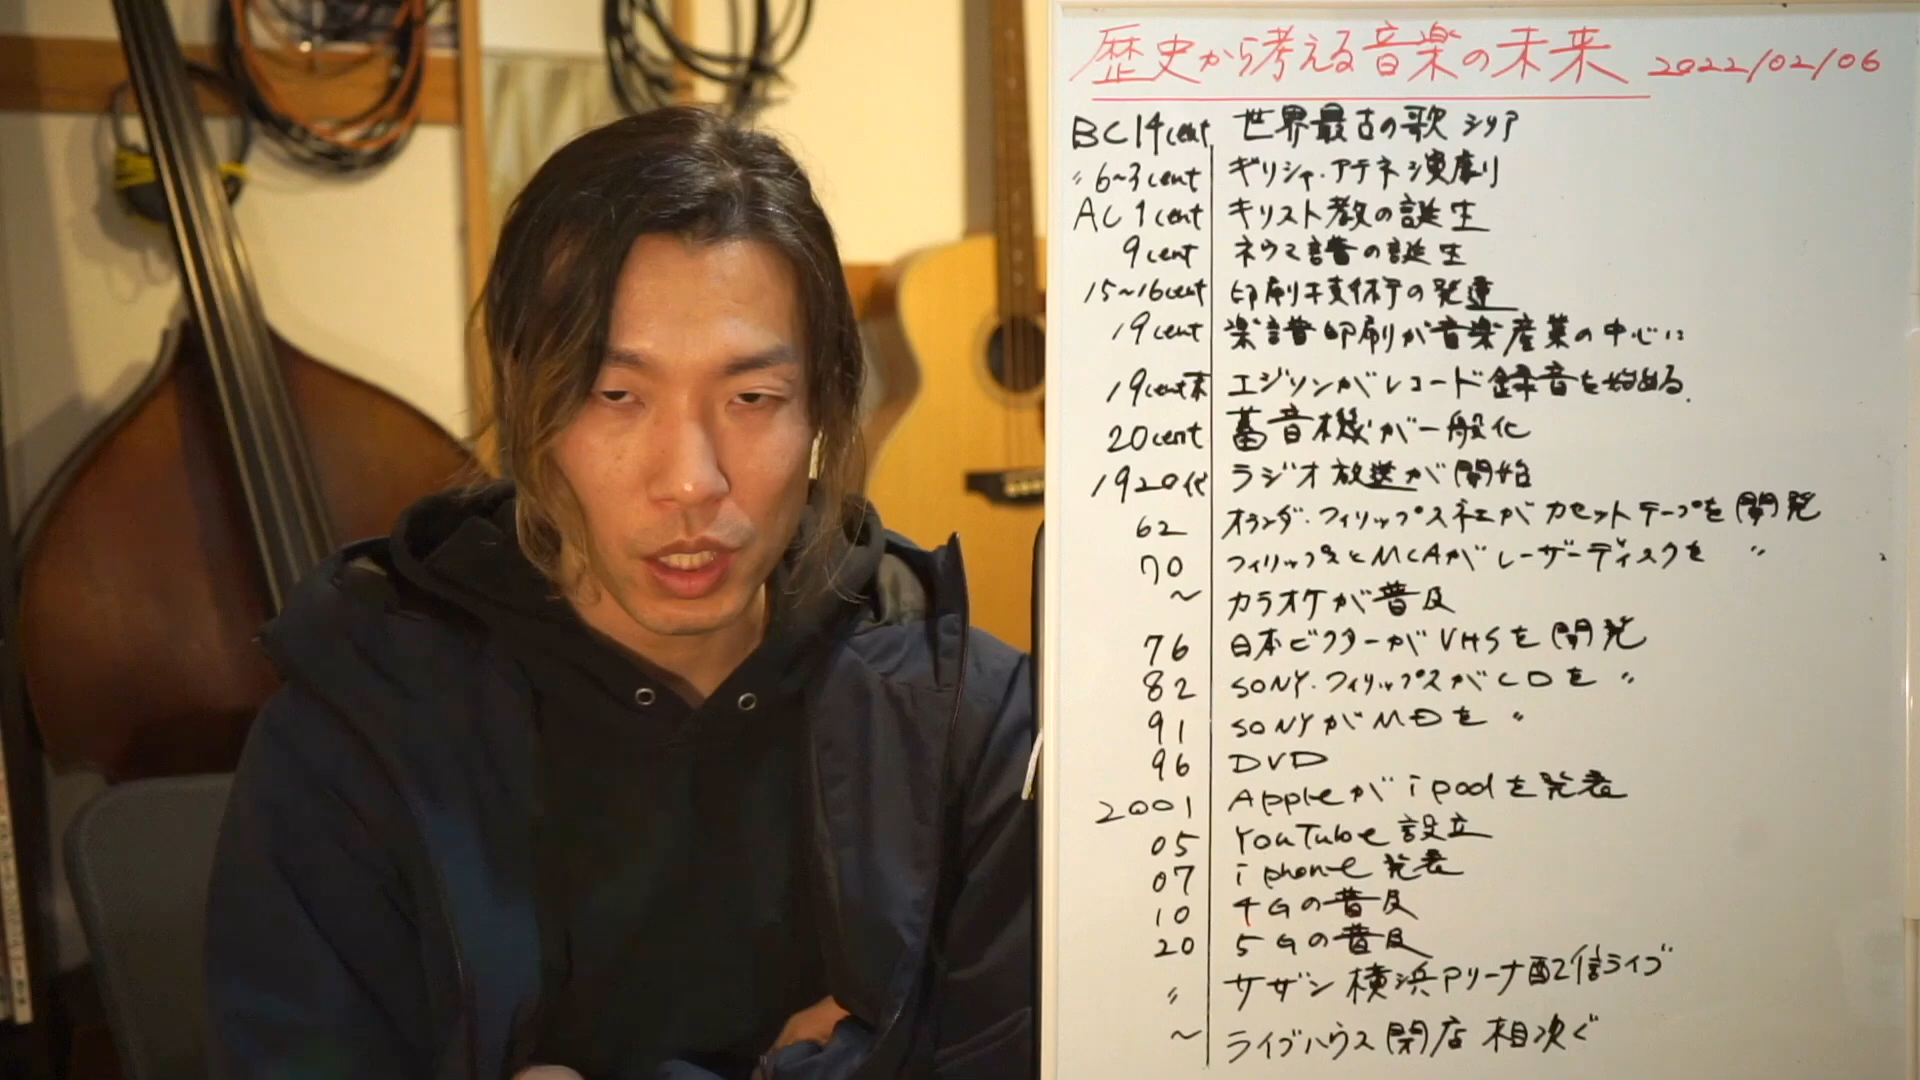 歴史から考える音楽の未来 2022/02/06
BC14cent 世界最古の歌 シリア
〃6~3cent ギリシャ・アテネ演劇
AC1cent キリスト教の誕生
9cent ネウマ譜の誕生
15~16cent 印刷技術の発達
19cent 楽譜印刷が音楽産業の中心に
19cent末 エジソンがレコード録音を始める.
20cent 蓄音機が一般化
1920代 ラジオ放送が開始
62 オランダ・フィリップス社がカセットテープを開発
70 フィリップスとMCAがレーザーディスクを 〃
~ カラオケが普及
76 日本ビクターがVHSを開発
82 SONY・フィリップスがCDを 〃
91 SONYがMDを 〃
96 DVD
2001 Appleがipodを発表
05 YouTube設立
07 iphone発表
10 4Gの普及
20 5Gの普及
〃 サザン横浜アリーナ配信ライブ
~ ライブハウス閉店相次ぐ